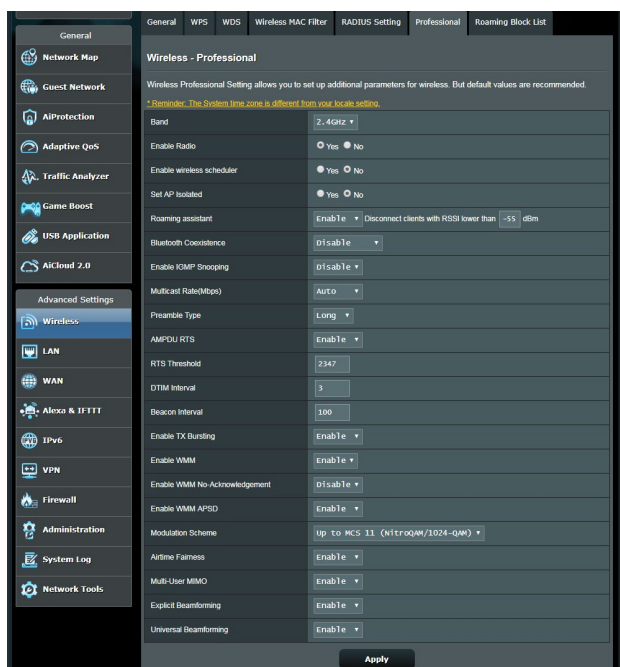 General
Network Map
Guest Network
AiProtection
Adaptive QoS
Traffic Analyzer
Game Boost
USB Application
AiCloud 2.0
Advanced Settings
Wireless
LAN
WAN
Alexa & IFTTT
IPv6
VPN
Firewall
Administration
System Log
Network Tools
General WPS WDS Wireless MAC Filter RADIUS Setting Professional Roaming Block List
Wireless - Professional
Wireless Professional Setting allows you to set up additional parameters for wireless. But default values are recommended.
* Reminder: The System time zone is different from your locale setting.
Band 2.4GHz
Enable Radio Yes No
Enable wireless scheduler Yes No
Set AP Isolated Yes No
Roaming assistant Enable Disconnect clients with RSSI lower than -55 dBm
Bluetooth Coexistence Disable
Enable IGMP Snooping Disable
Multicast Rate(Mbps) Auto
Preamble Type Long
AMPDU RTS Enable
RTS Threshold 2347
DTIM Interval 3
Beacon Interval 100
Enable TX Bursting Enable
Enable WMM Enable
Enable WMM No-Acknowledgement Disable
Enable WMM APSD Enable
Modulation Scheme Up to MCS 11 (NitroQAM/1024-QAM)
Airtime Fairness Enable
Multi-User MIMO Enable
Explicit Beamforming Enable
Universal Beamforming Enable
Apply